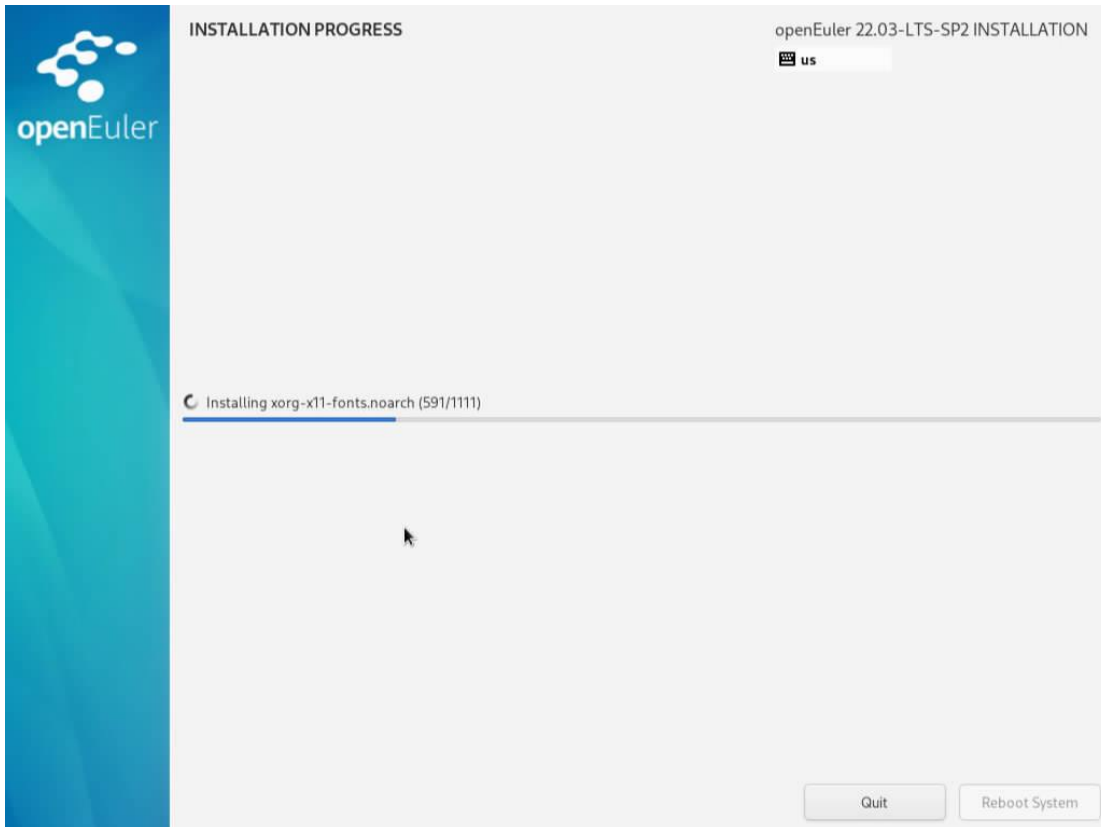 INSTALLATION PROGRESS
openEuler 22.03-LTS-SP2 INSTALLATION
us
openEuler
Installing xorg-x11-fonts.noarch (591/1111)
Quit
Reboot System